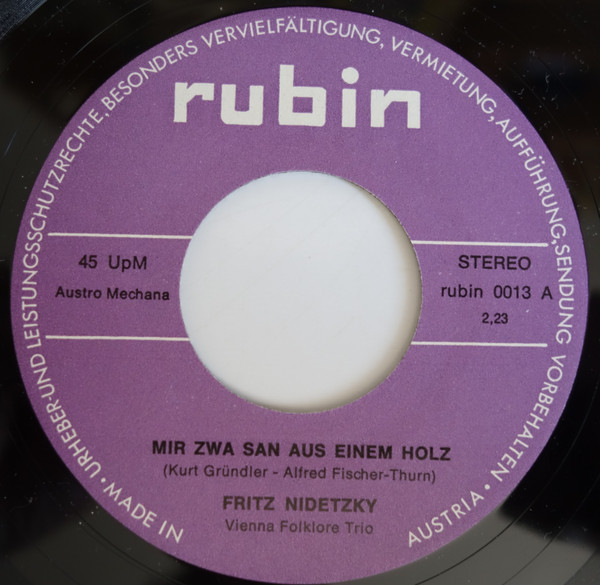 · URHEBER-UND LEISTUNGSSCHUTZRECHTE, BESONDERS VERVIELFÄLTIGUNG, VERMIETUNG, AUFFÜHRUNG, SENDUNG VORBEHALTEN ·
rubin
45 UpM
Austro Mechana
STEREO
rubin 0013 A
2,23
MIR ZWA SAN AUS EINEM HOLZ
(Kurt Gründler - Alfred Fischer-Thurn)
FRITZ NIDETZKY
Vienna Folklore Trio
MADE IN AUSTRIA